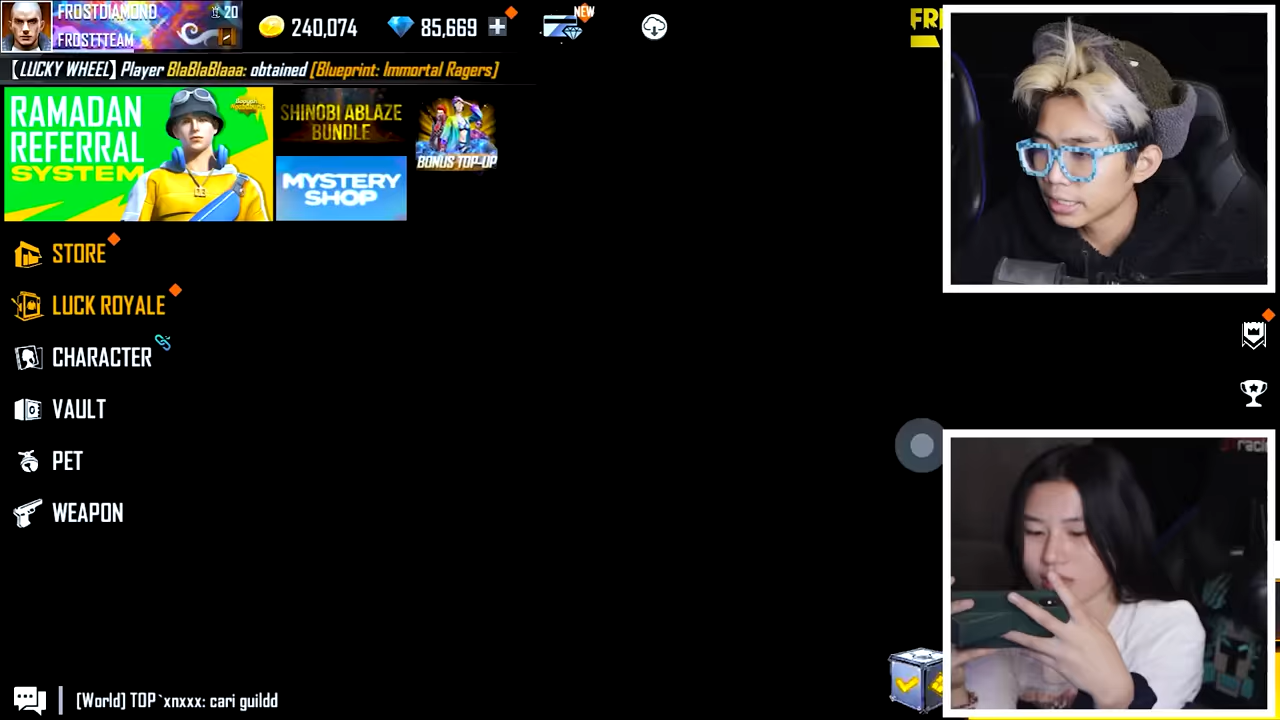 FROSTDIAMOND
20
FROSTTEAM
240,074
85,669
NEW
FR
【LUCKY WHEEL】 Player BlaBlaBlaaa: obtained [Blueprint: Immortal Ragers]
RAMADAN
REFERRAL
SYSTEM
SHINOBI ABLAZE
BUNDLE
MYSTERY
SHOP
BONUS TOP-UP
STORE
LUCK ROYALE
CHARACTER
VAULT
PET
WEAPON
[World] TOP `xnxxx: cari guildd